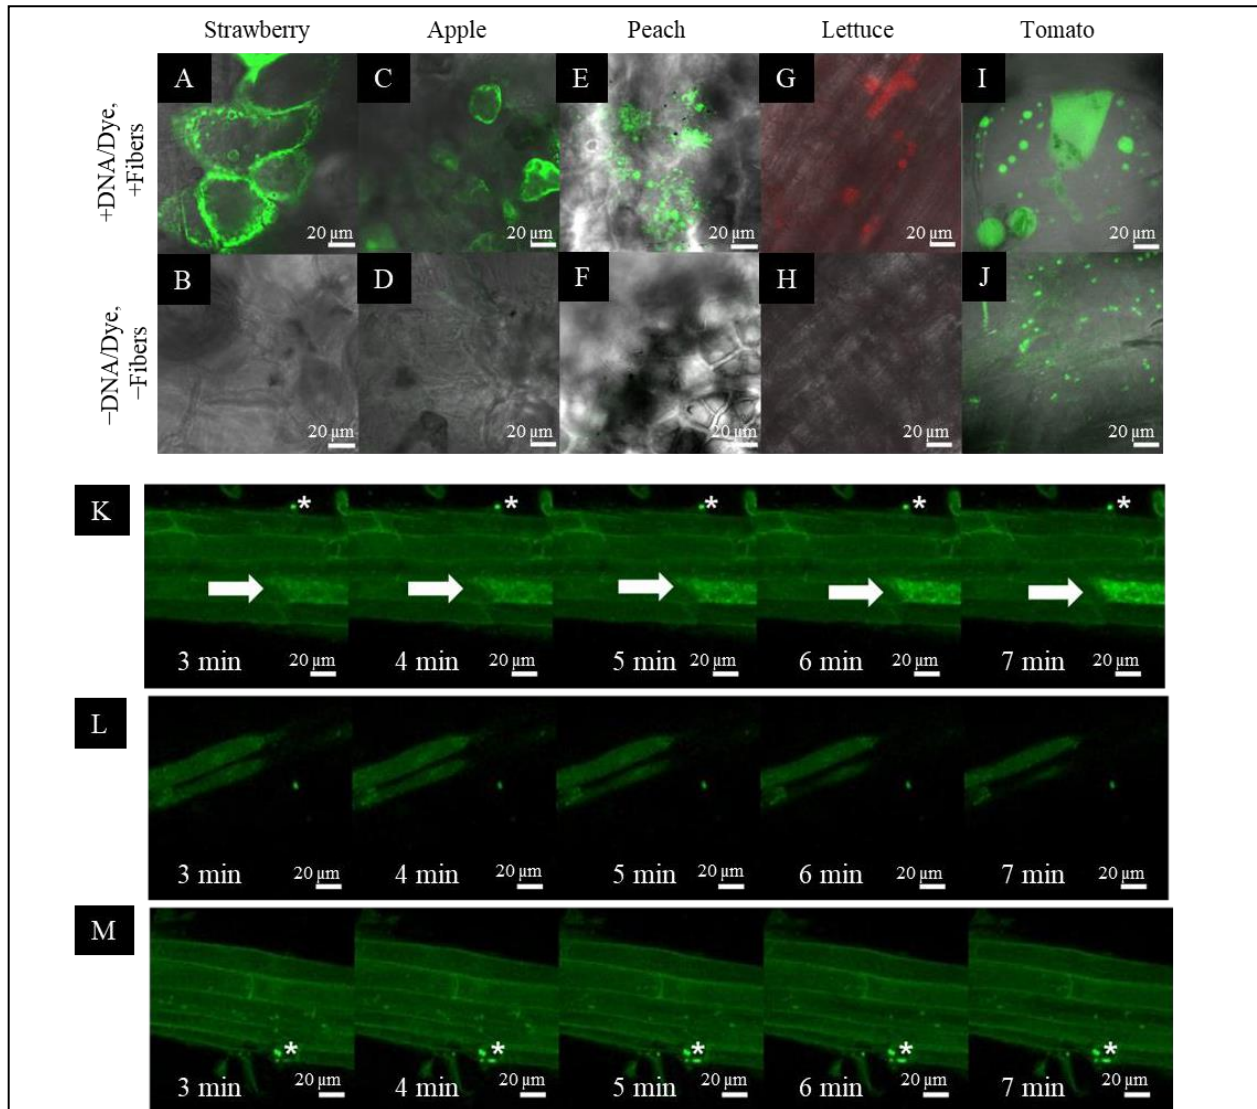 Strawberry Apple Peach Lettuce Tomato
+DNA/Dye,
+Fibers
A C E G I
20 µm 20 µm 20 µm 20 µm 20 µm
−DNA/Dye,
−Fibers
B D F H J
20 µm 20 µm 20 µm 20 µm 20 µm
K
* * * * *
3 min 20 µm 4 min 20 µm 5 min 20 µm 6 min 20 µm 7 min 20 µm
L
3 min 20 µm 4 min 20 µm 5 min 20 µm 6 min 20 µm 7 min 20 µm
M
* * * * *
3 min 20 µm 4 min 20 µm 5 min 20 µm 6 min 20 µm 7 min 20 µm